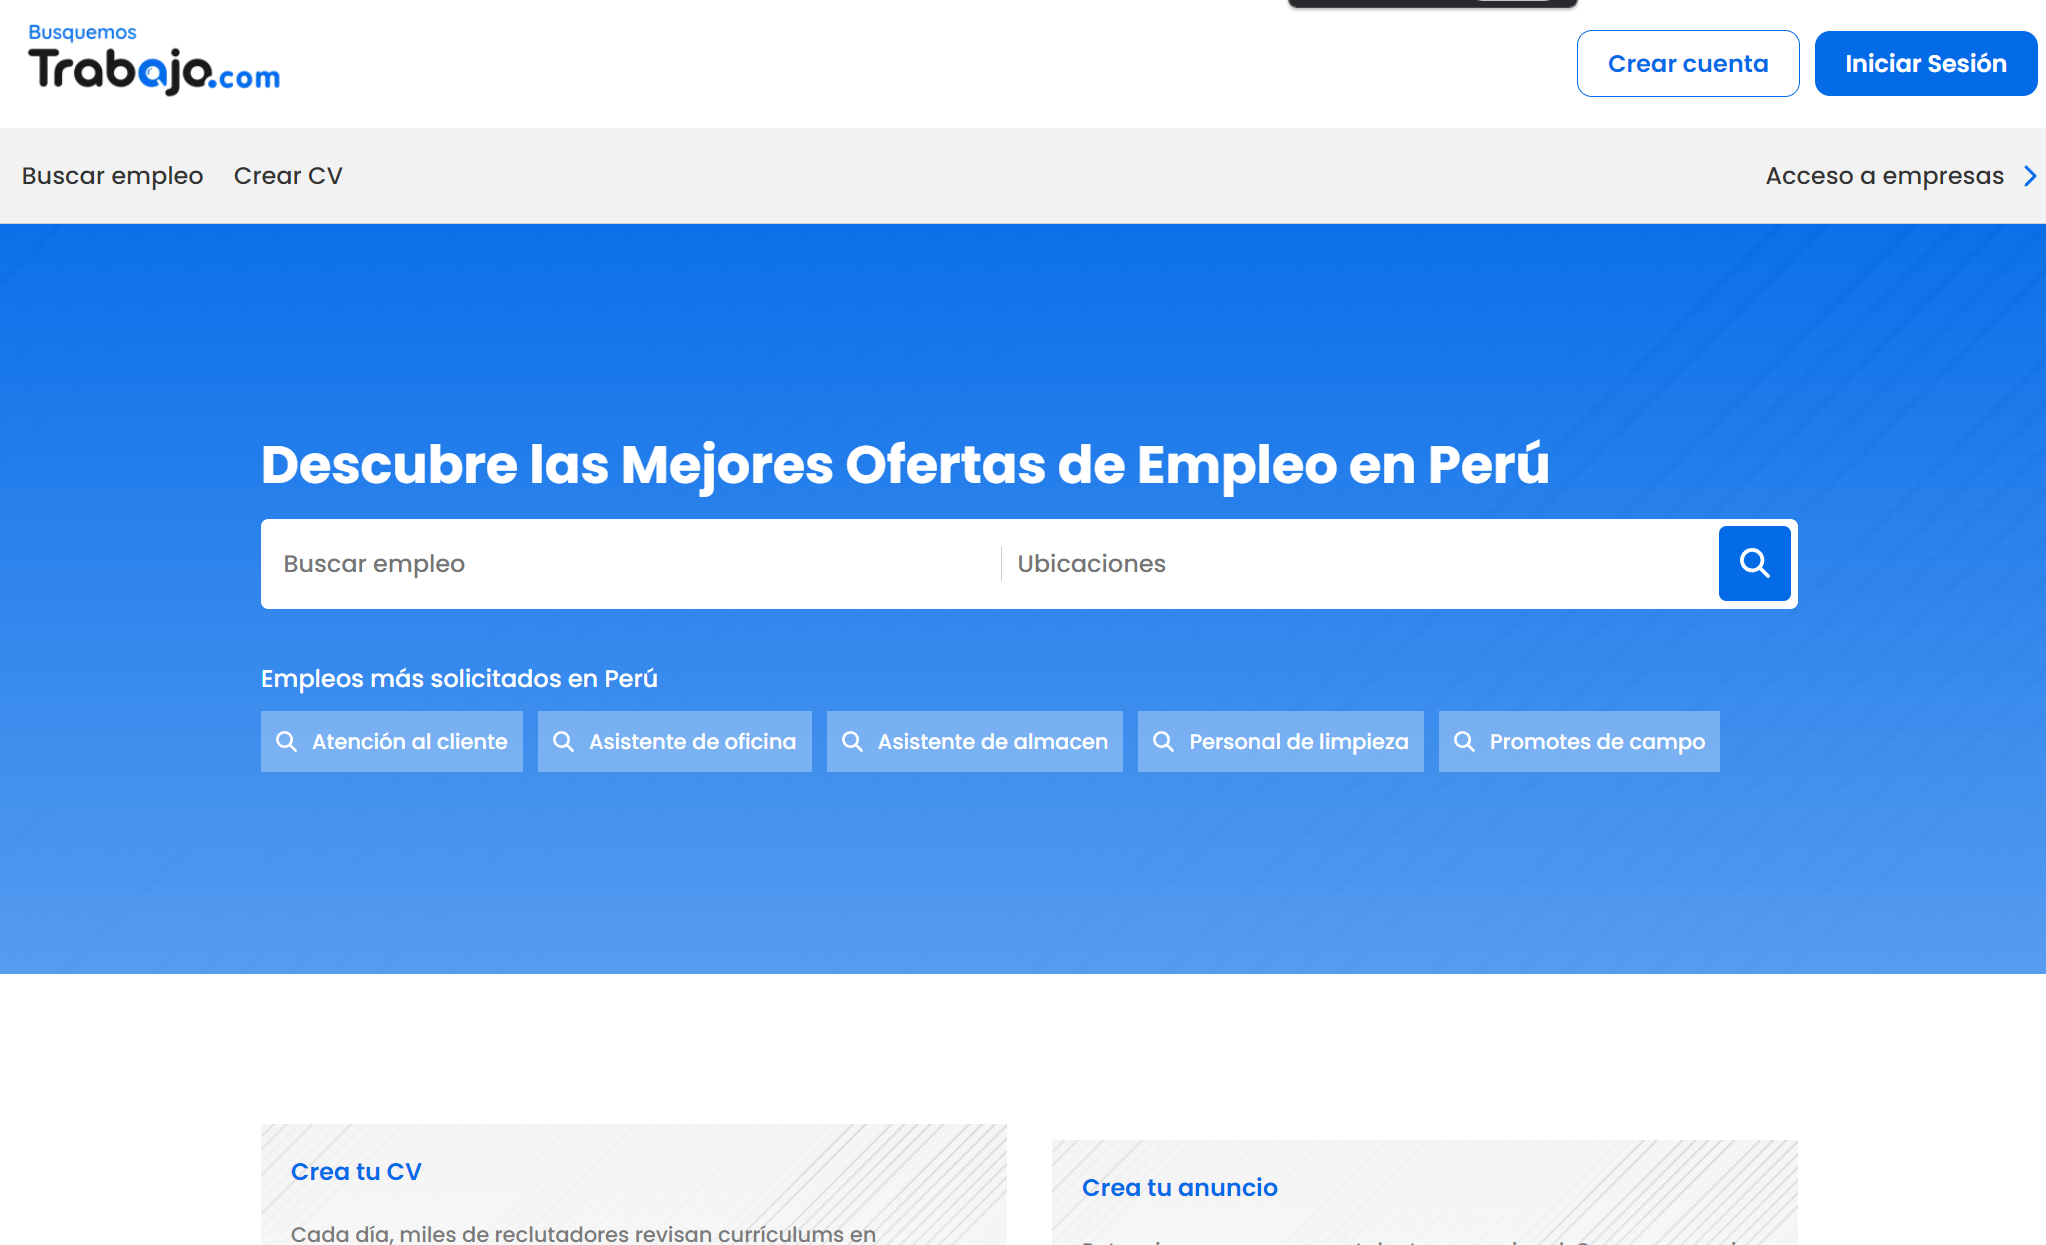 Busquemos
Trabajo.com
Crear cuenta
Iniciar Sesión
Buscar empleo
Crear CV
Acceso a empresas
Descubre las Mejores Ofertas de Empleo en Perú
Buscar empleo
Ubicaciones
Empleos más solicitados en Perú
Atención al cliente
Asistente de oficina
Asistente de almacen
Personal de limpieza
Promotes de campo
Crea tu CV
Cada día, miles de reclutadores revisan currículums en
Crea tu anuncio